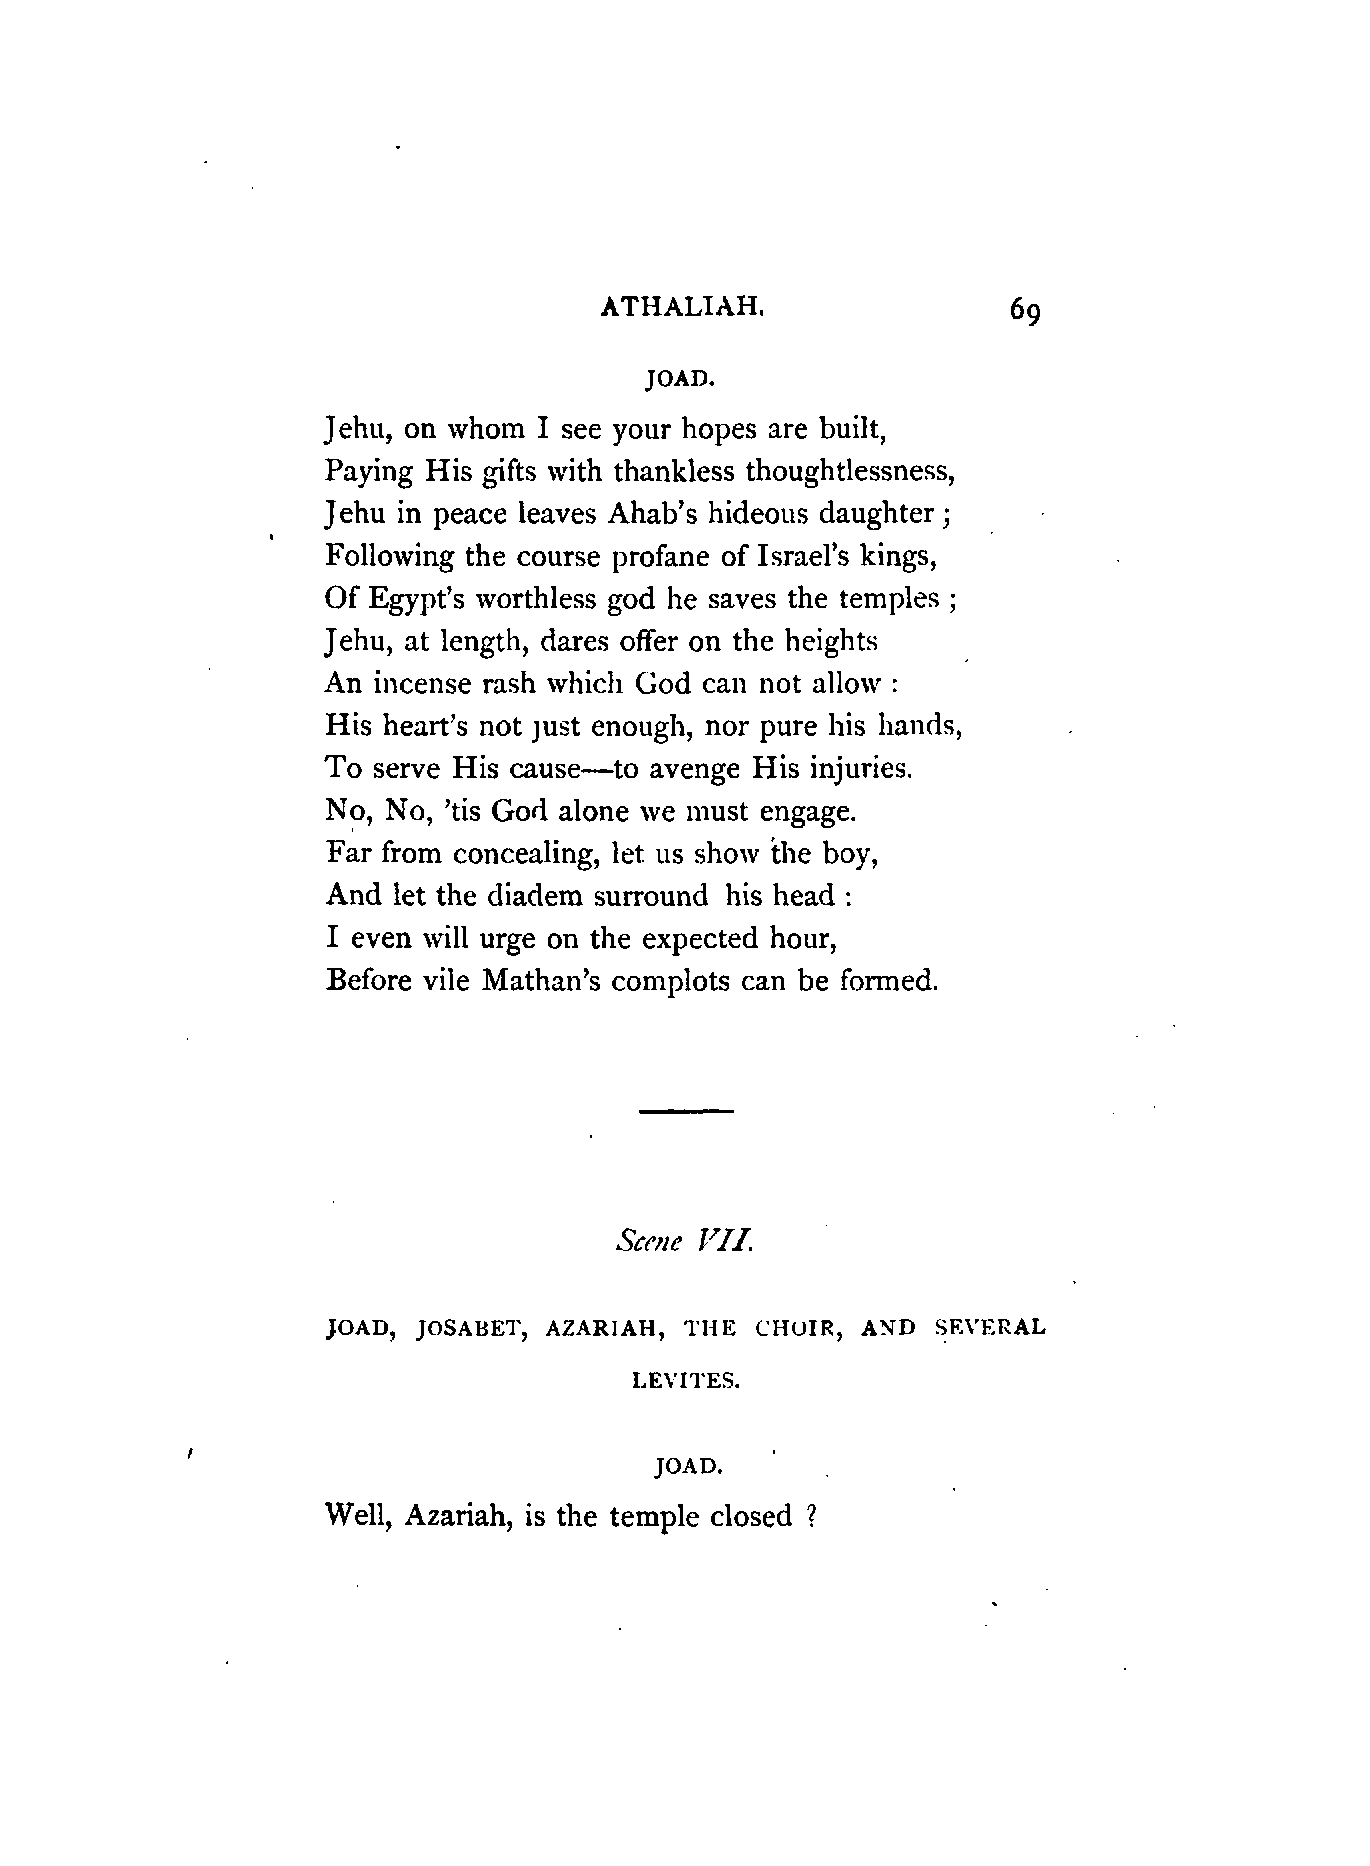 ATHALIAH. 69
JOAD.
Jehu, on whom I see your hopes are built,
Paying His gifts with thankless thoughtlessness,
Jehu in peace leaves Ahab's hideous daughter ;
Following the course profane of Israel's kings,
Of Egypt's worthless god he saves the temples ;
Jehu, at length, dares offer on the heights
An incense rash which God can not allow :
His heart's not just enough, nor pure his hands,
To serve His cause—to avenge His injuries.
No, No, 'tis God alone we must engage.
Far from concealing, let us show the boy,
And let the diadem surround his head :
I even will urge on the expected hour,
Before vile Mathan's complots can be formed.
Scene VII.
JOAD, JOSABET, AZARIAH, THE CHOIR, AND SEVERAL
LEVITES.
JOAD.
Well, Azariah, is the temple closed ?